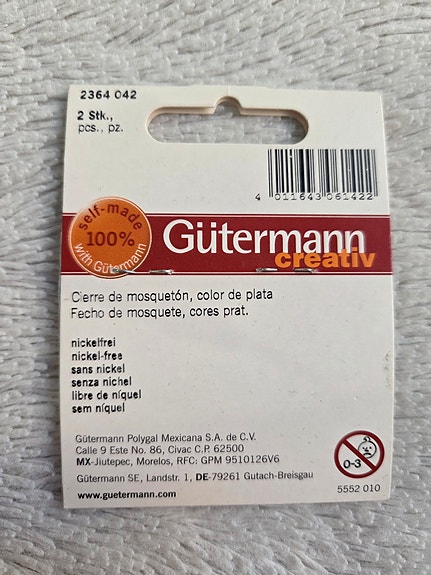 2364 042
2 Stk.,
pcs., pz.
4 011643 061422
self-made
100%
with Gütermann
Gütermann
creativ
Cierre de mosquetón, color de plata
Fecho de mosquete, cores prat.
nickelfrei
nickel-free
sans nickel
senza nichel
libre de níquel
sem níquel
Gütermann Polygal Mexicana S.A. de C.V.
Calle 9 Este No. 86, Civac C.P. 62500
MX-Jiutepec, Morelos, RFC: GPM 9510126V6
Gütermann SE, Landstr. 1, DE-79261 Gutach-Breisgau
www.guetermann.com
0-3
5552 010